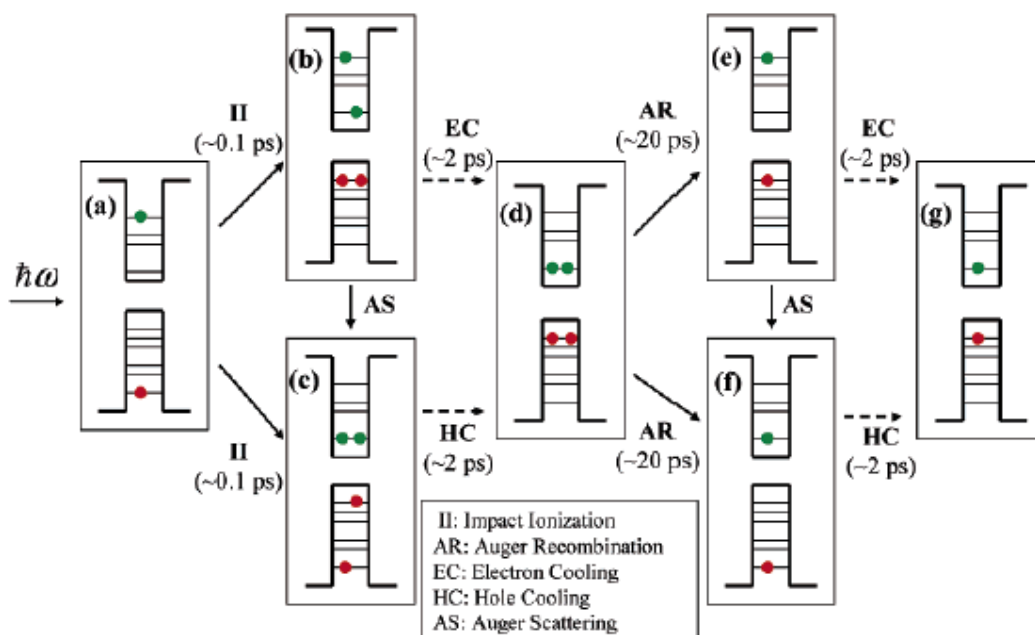 (a)
ħω
II
(~0.1 ps)
II
(~0.1 ps)
(b)
AS
(c)
EC
(~2 ps)
HC
(~2 ps)
(d)
AR
(~20 ps)
AR
(~20 ps)
(e)
AS
(f)
EC
(~2 ps)
HC
(~2 ps)
(g)
II: Impact Ionization
AR: Auger Recombination
EC: Electron Cooling
HC: Hole Cooling
AS: Auger Scattering